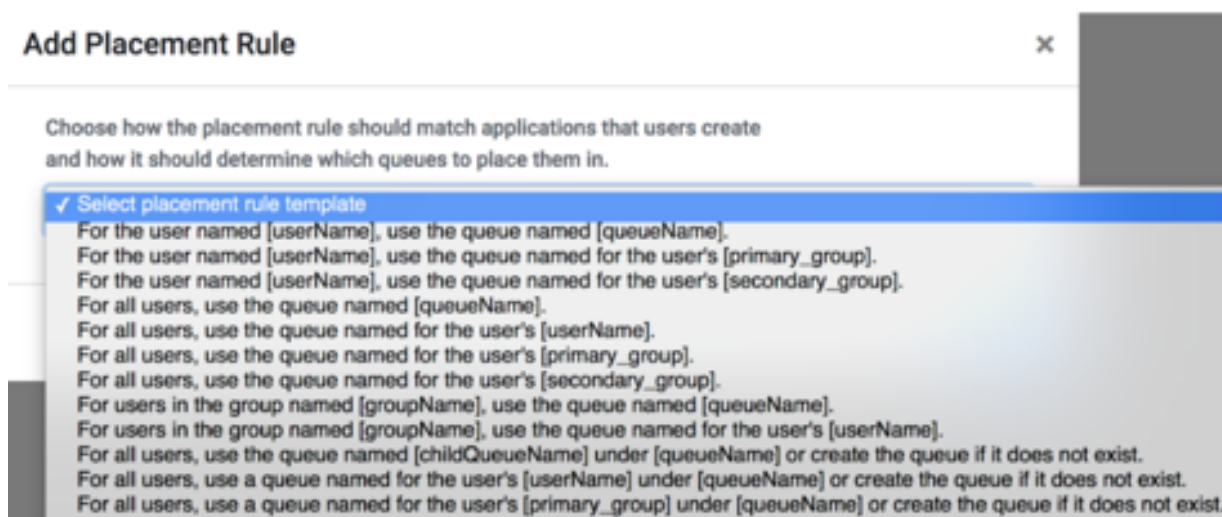 Add Placement Rule
×
Choose how the placement rule should match applications that users create
and how it should determine which queues to place them in.
✓ Select placement rule template
For the user named [userName], use the queue named [queueName].
For the user named [userName], use the queue named for the user's [primary_group].
For the user named [userName], use the queue named for the user's [secondary_group].
For all users, use the queue named [queueName].
For all users, use the queue named for the user's [userName].
For all users, use the queue named for the user's [primary_group].
For all users, use the queue named for the user's [secondary_group].
For users in the group named [groupName], use the queue named [queueName].
For users in the group named [groupName], use the queue named for the user's [userName].
For all users, use the queue named [childQueueName] under [queueName] or create the queue if it does not exist.
For all users, use a queue named for the user's [userName] under [queueName] or create the queue if it does not exist.
For all users, use a queue named for the user's [primary_group] under [queueName] or create the queue if it does not exist.